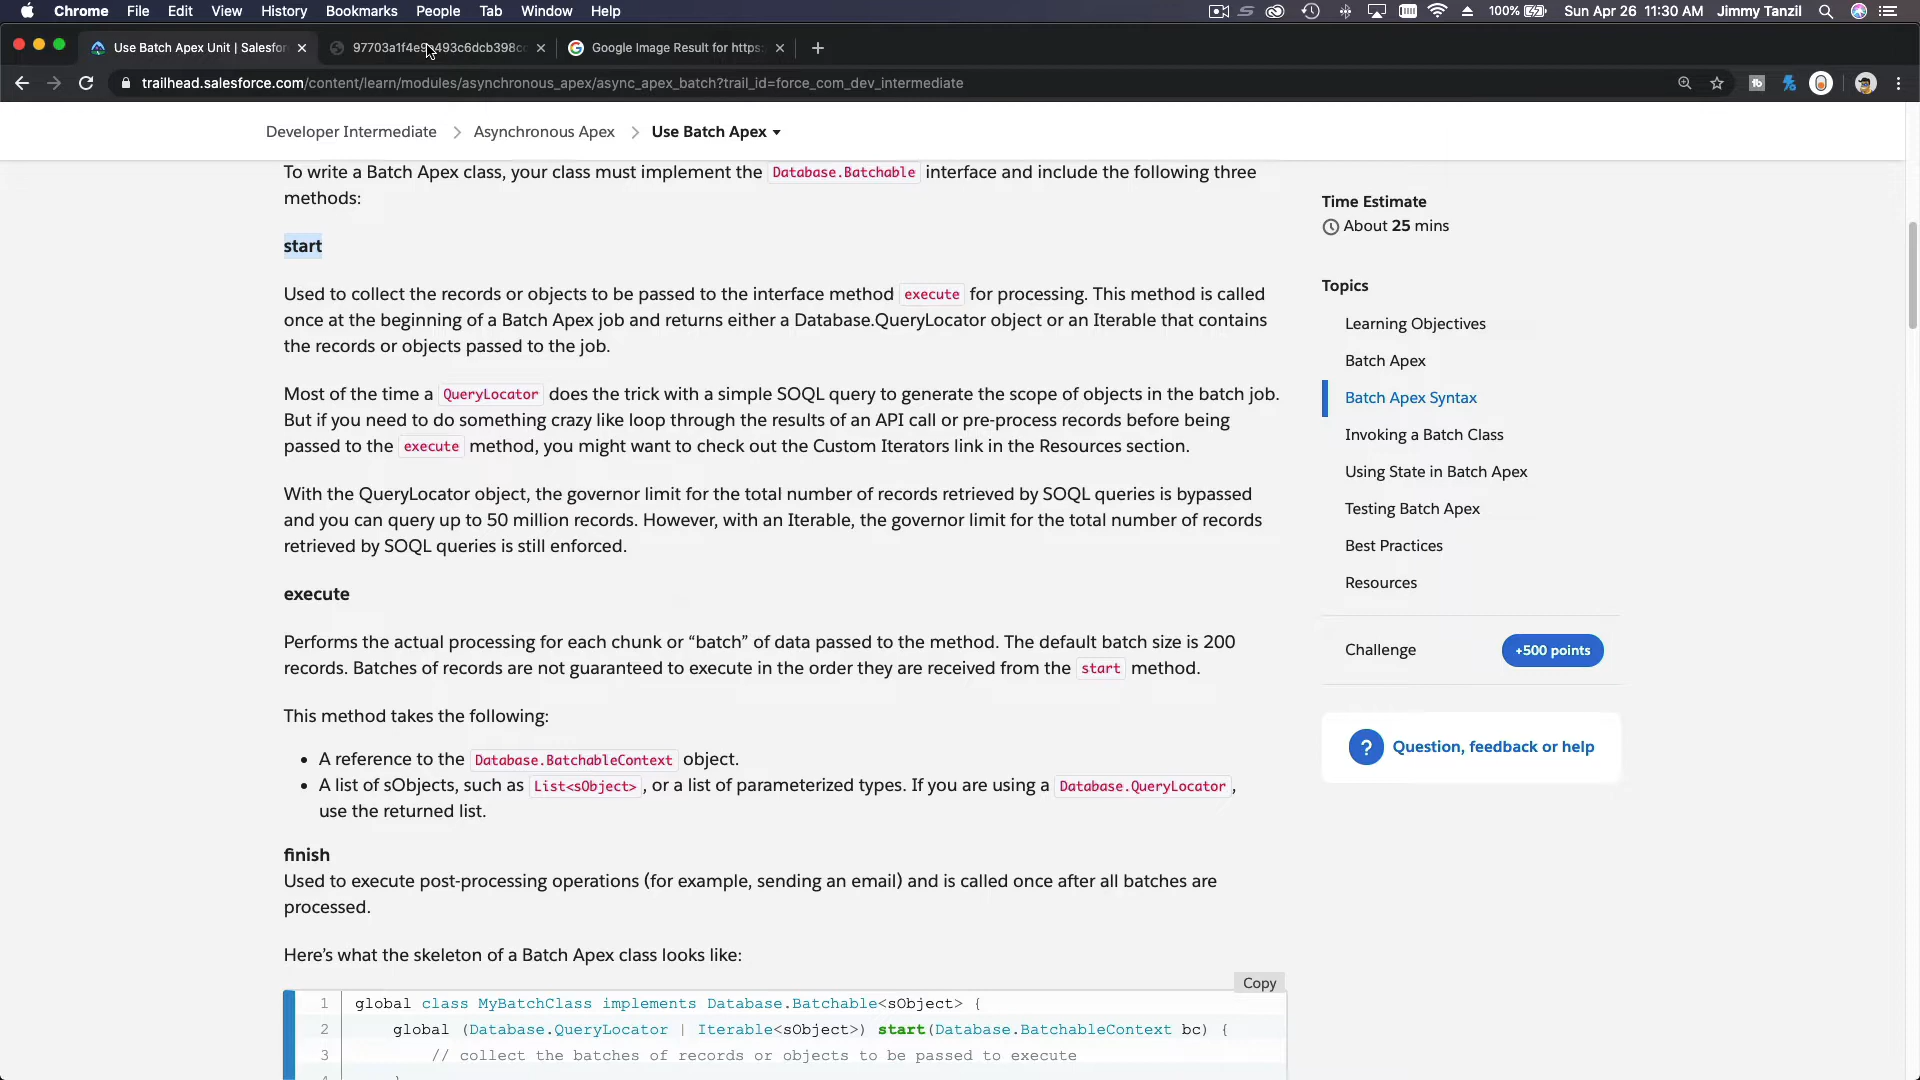 Chrome File Edit View History Bookmarks People Tab Window Help 100% Sun Apr 26 11:30 AM Jimmy Tanzil
Use Batch Apex Unit | Salesfor 97703a1f4e9 493c6dcb398c Google Image Result for https:
trailhead.salesforce.com/content/learn/modules/asynchronous_apex/async_apex_batch?trail_id=force_com_dev_intermediate
Developer Intermediate > Asynchronous Apex > Use Batch Apex
To write a Batch Apex class, your class must implement the Database.Batchable interface and include the following three
methods:
start
Used to collect the records or objects to be passed to the interface method execute for processing. This method is called
once at the beginning of a Batch Apex job and returns either a Database.QueryLocator object or an Iterable that contains
the records or objects passed to the job.
Most of the time a QueryLocator does the trick with a simple SOQL query to generate the scope of objects in the batch job.
But if you need to do something crazy like loop through the results of an API call or pre-process records before being
passed to the execute method, you might want to check out the Custom Iterators link in the Resources section.
With the QueryLocator object, the governor limit for the total number of records retrieved by SOQL queries is bypassed
and you can query up to 50 million records. However, with an Iterable, the governor limit for the total number of records
retrieved by SOQL queries is still enforced.
execute
Performs the actual processing for each chunk or “batch” of data passed to the method. The default batch size is 200
records. Batches of records are not guaranteed to execute in the order they are received from the start method.
This method takes the following:
• A reference to the Database.BatchableContext object.
• A list of sObjects, such as List<sObject>, or a list of parameterized types. If you are using a Database.QueryLocator,
use the returned list.
finish
Used to execute post-processing operations (for example, sending an email) and is called once after all batches are
processed.
Here’s what the skeleton of a Batch Apex class looks like:
Copy
1 global class MyBatchClass implements Database.Batchable<sObject> {
2 global (Database.QueryLocator | Iterable<sObject>) start(Database.BatchableContext bc) {
3 // collect the batches of records or objects to be passed to execute
Time Estimate
About 25 mins
Topics
Learning Objectives
Batch Apex
Batch Apex Syntax
Invoking a Batch Class
Using State in Batch Apex
Testing Batch Apex
Best Practices
Resources
Challenge +500 points
? Question, feedback or help